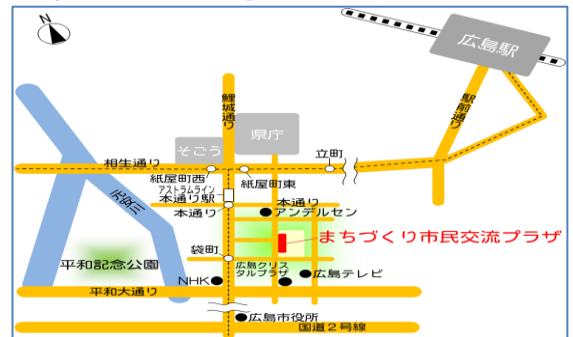 N
広島駅
鯉城通り
県庁
駅前通り
そごう
立町
相生通り
紙屋町西
紙屋町東
アストラムライン
本通り駅
本通り
本通り
アンデルセン
元安川
まちづくり市民交流プラザ
袋町
平和記念公園
広島クリス
タルプラザ
広島テレビ
NHK
平和大通り
広島市役所
国道2号線